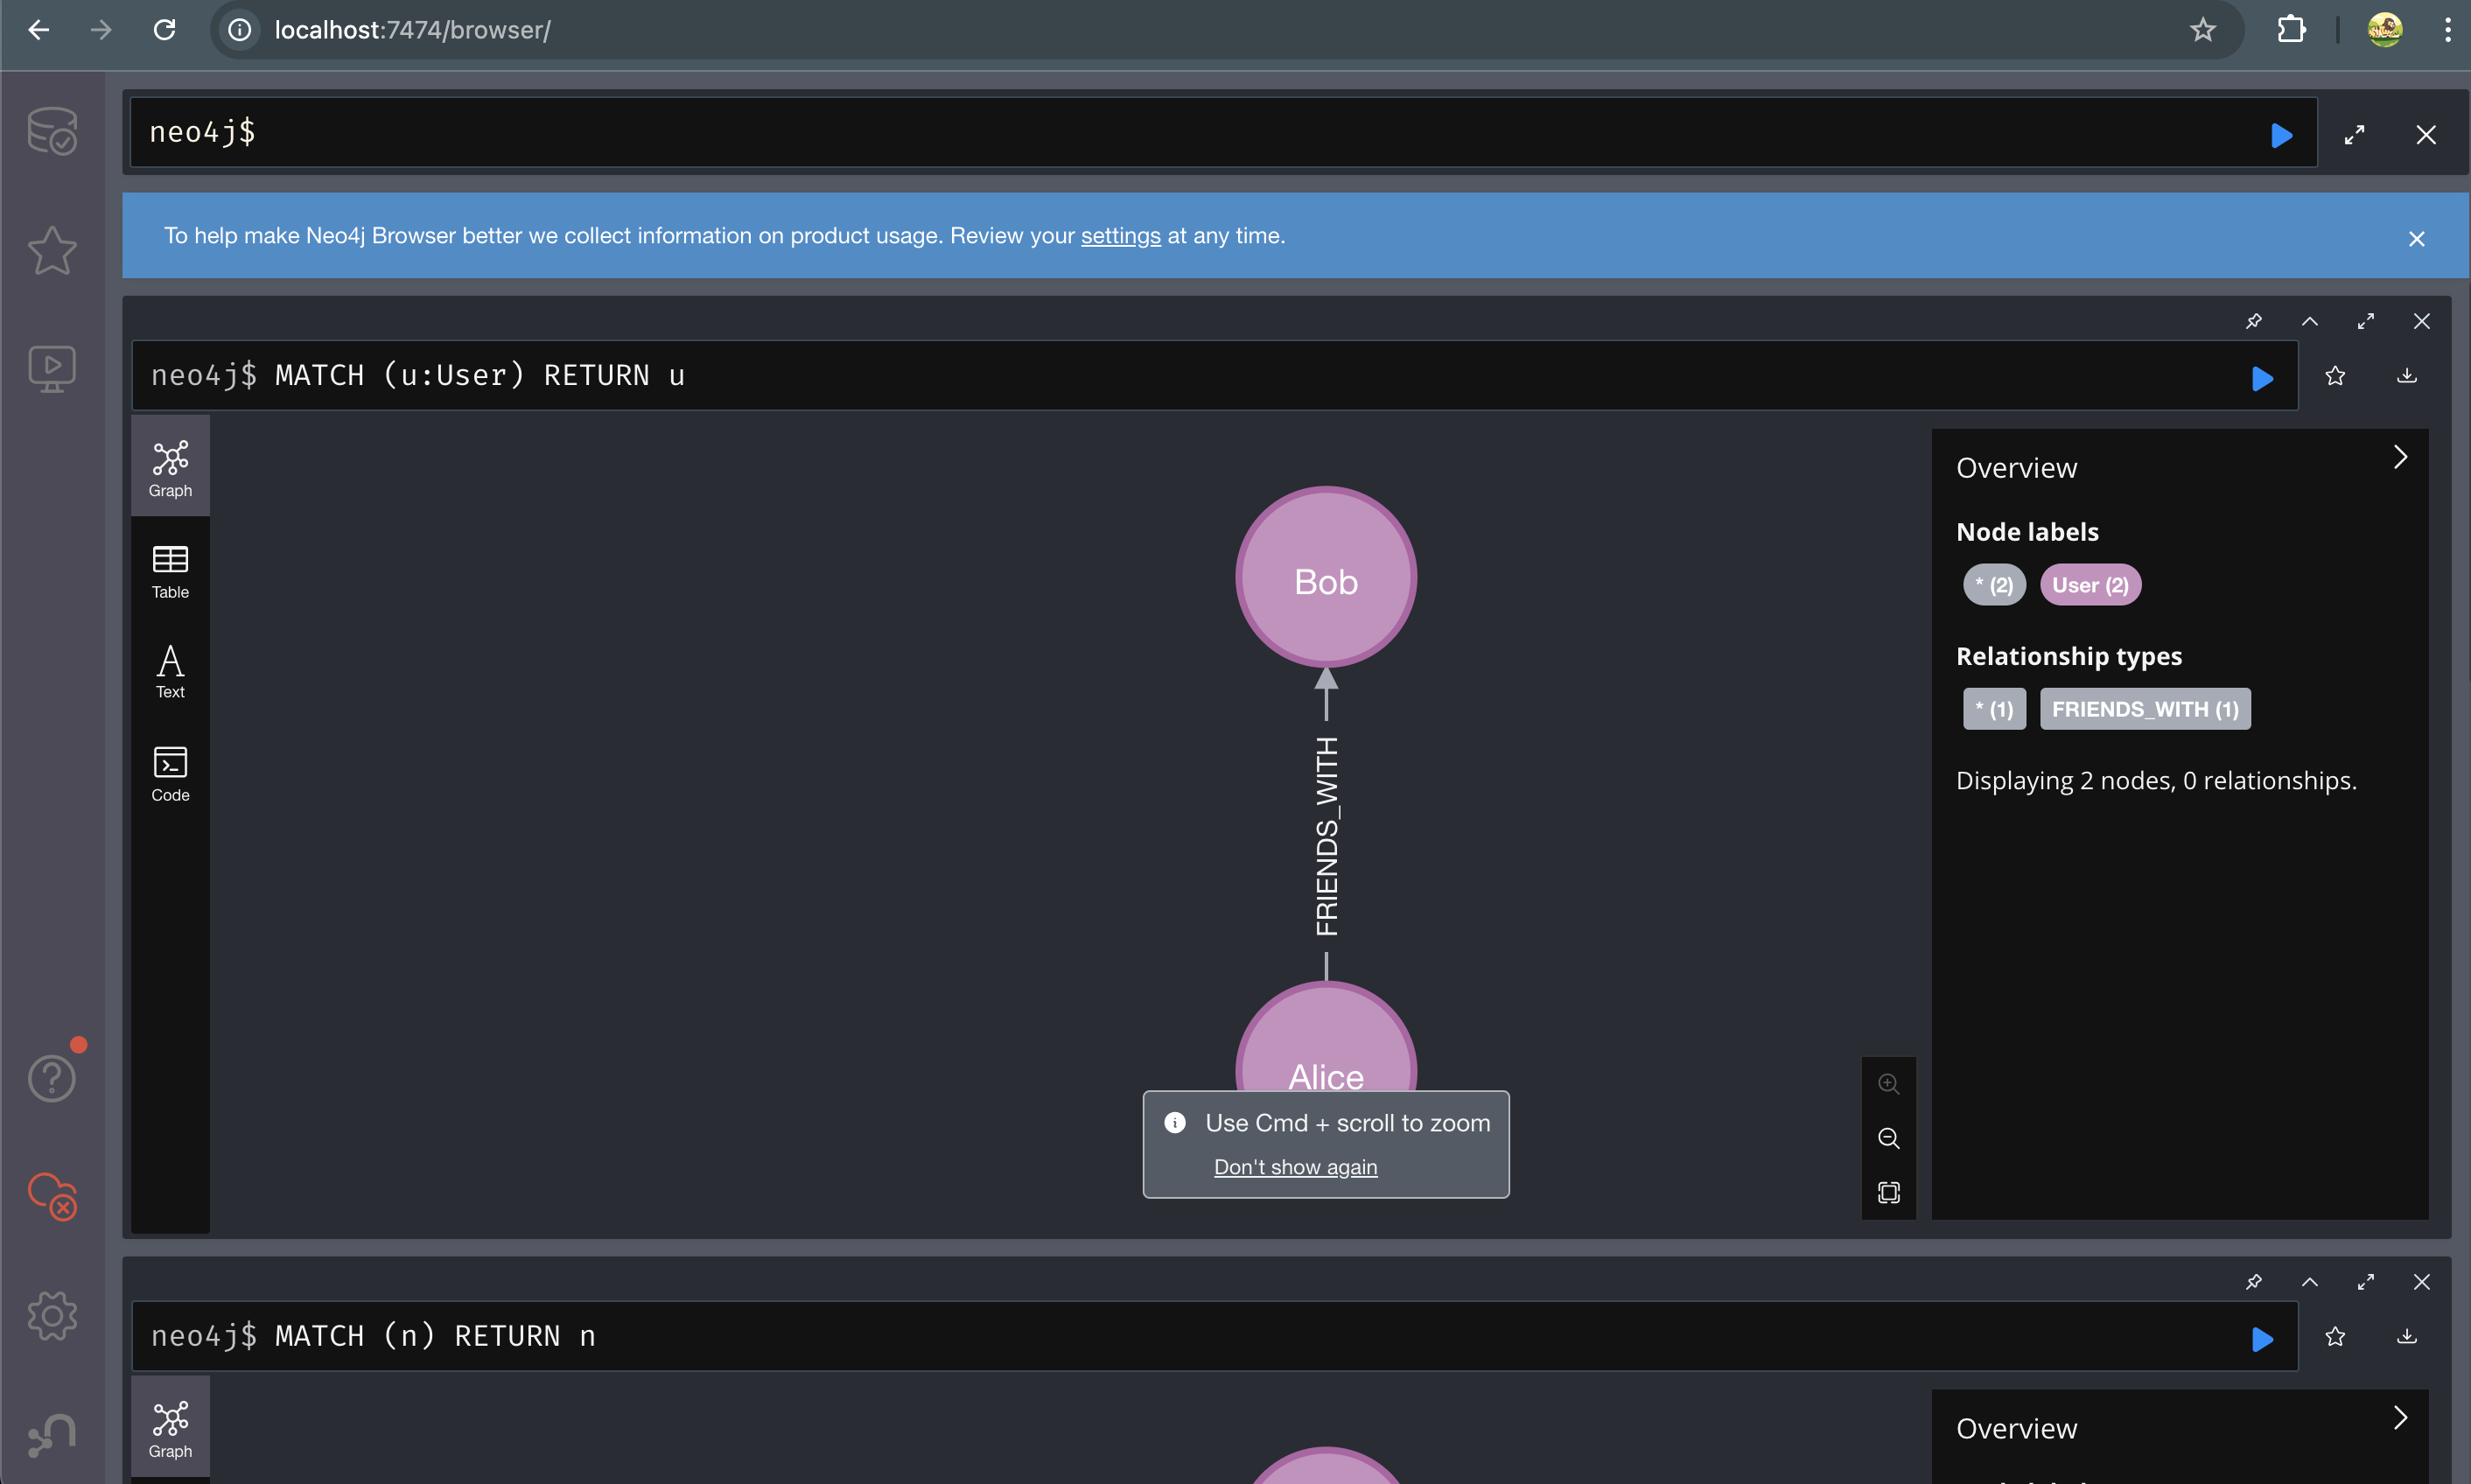 localhost:7474/browser/
neo4j$
To help make Neo4j Browser better we collect information on product usage. Review your settings at any time.
neo4j$ MATCH (u:User) RETURN u
Graph
Table
Text
Code
Bob
FRIENDS_WITH
Alice
Use Cmd + scroll to zoom
Don't show again
Overview
Node labels
* (2) User (2)
Relationship types
* (1) FRIENDS_WITH (1)
Displaying 2 nodes, 0 relationships.
neo4j$ MATCH (n) RETURN n
Graph
Overview